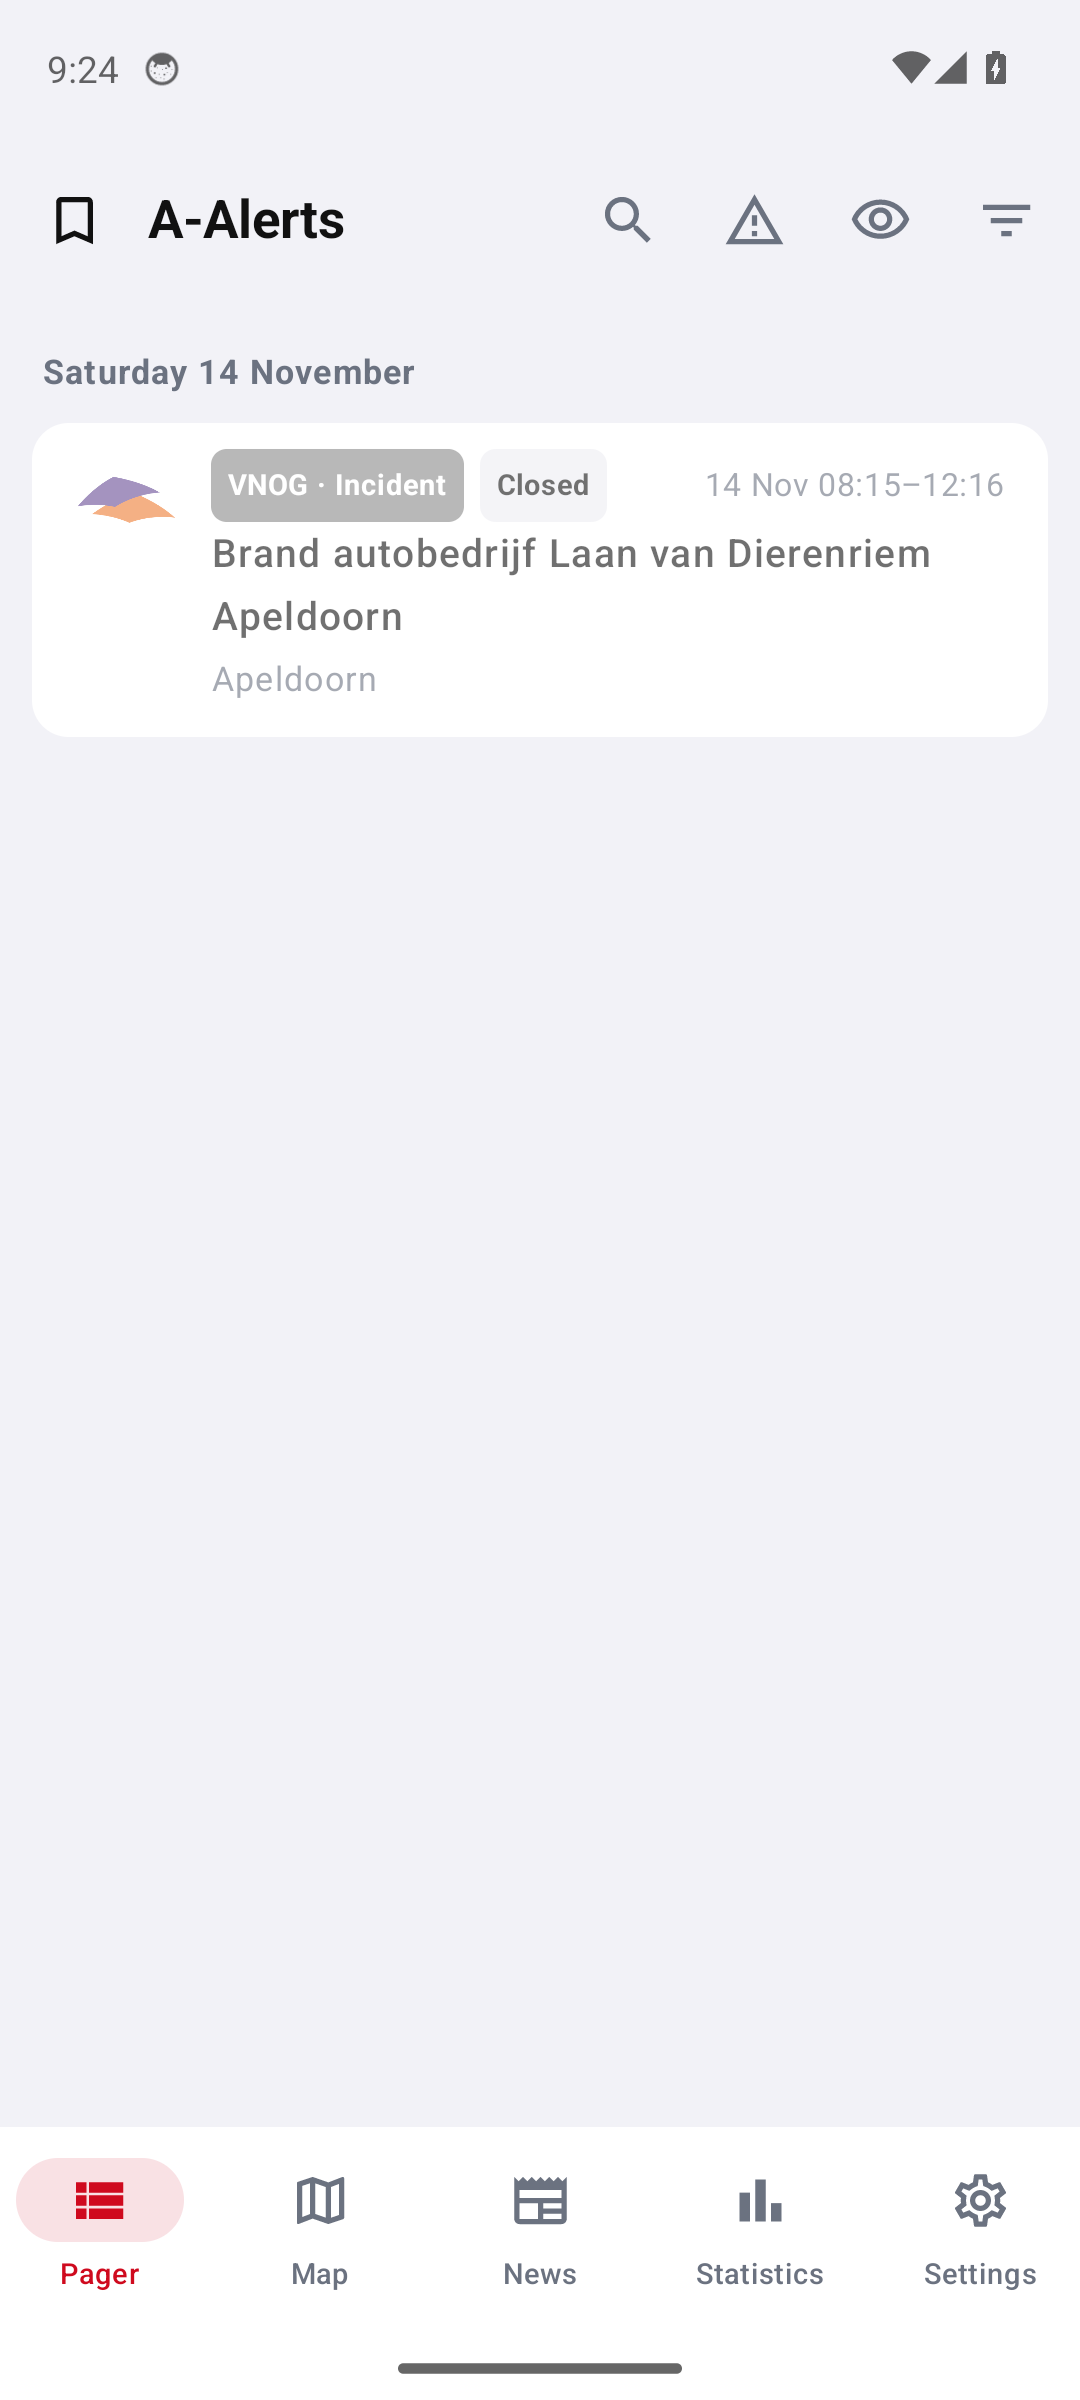 9:24
A-Alerts
Saturday 14 November
VNOG · Incident Closed 14 Nov 08:15–12:16
Brand autobedrijf Laan van Dierenriem
Apeldoorn
Apeldoorn
Pager Map News Statistics Settings